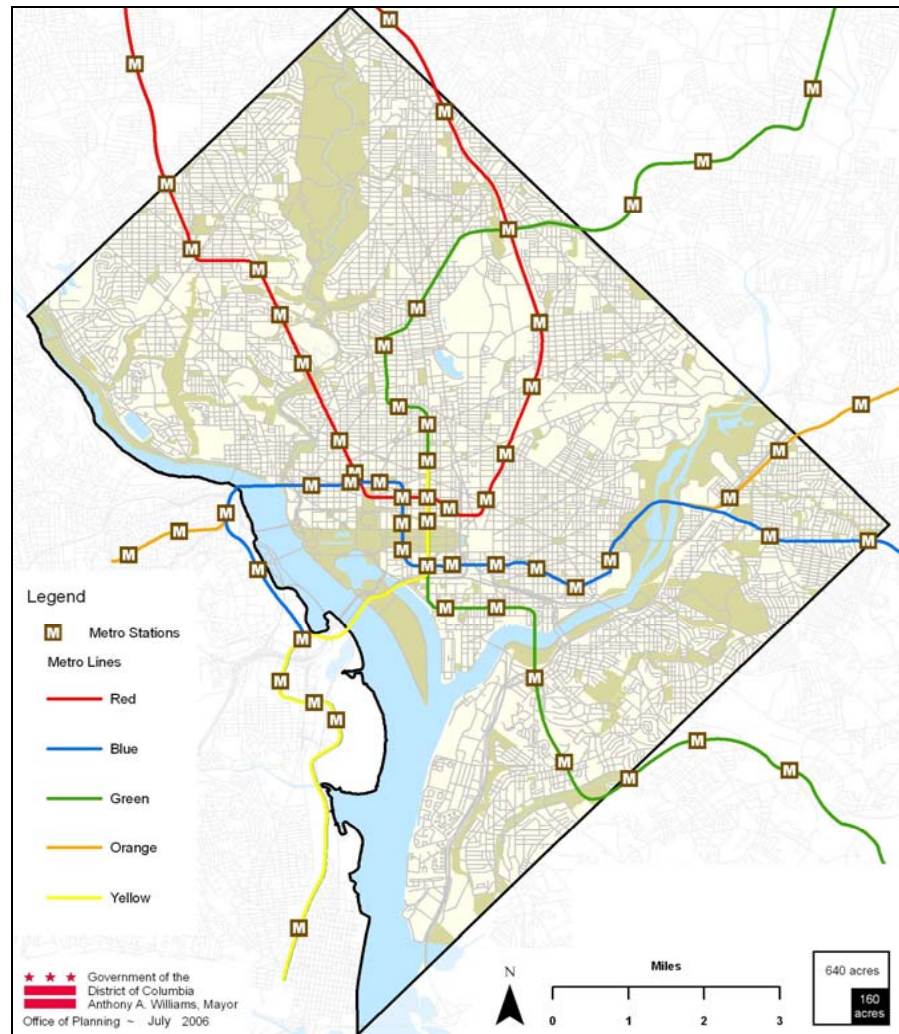 Legend
M Metro Stations
Metro Lines
Red
Blue
Green
Orange
Yellow
Government of the
District of Columbia
Anthony A. Williams, Mayor
Office of Planning ~ July 2006
N
Miles
0 1 2 3
640 acres
160
acres